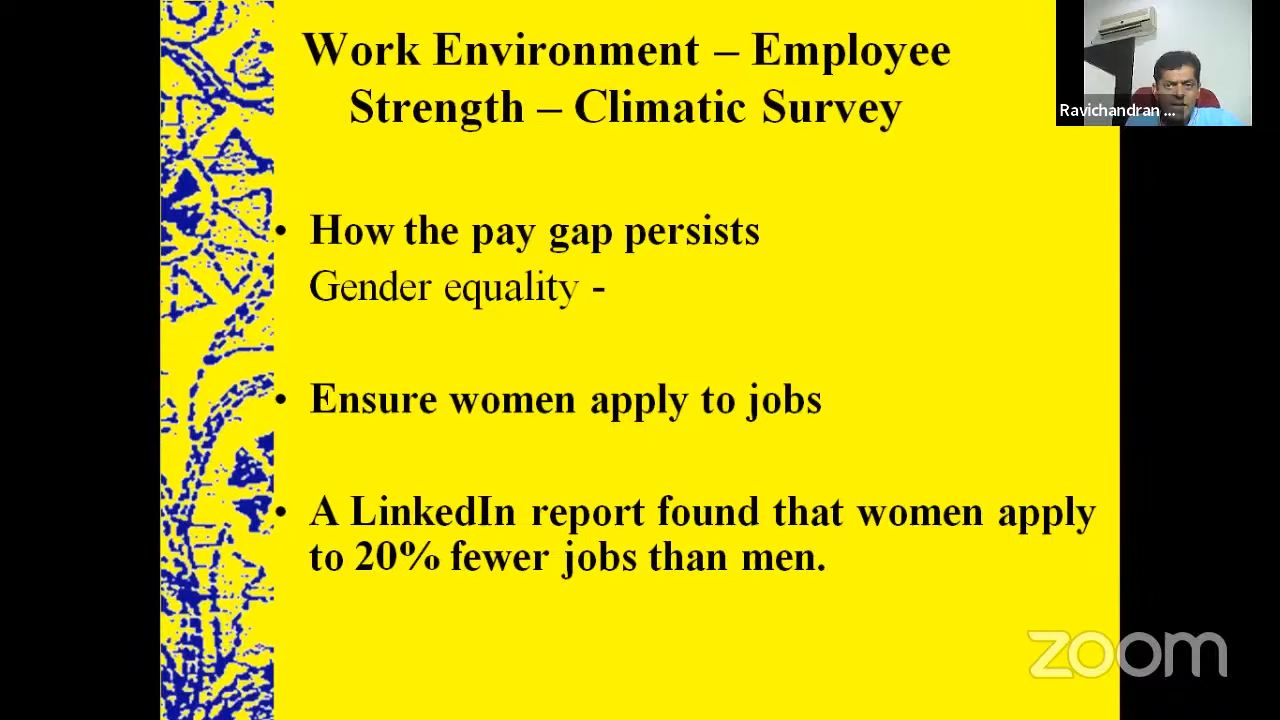 Work Environment – Employee
Strength – Climatic Survey
Ravichandran ...
• How the pay gap persists
Gender equality -
• Ensure women apply to jobs
• A LinkedIn report found that women apply
to 20% fewer jobs than men.
zoom